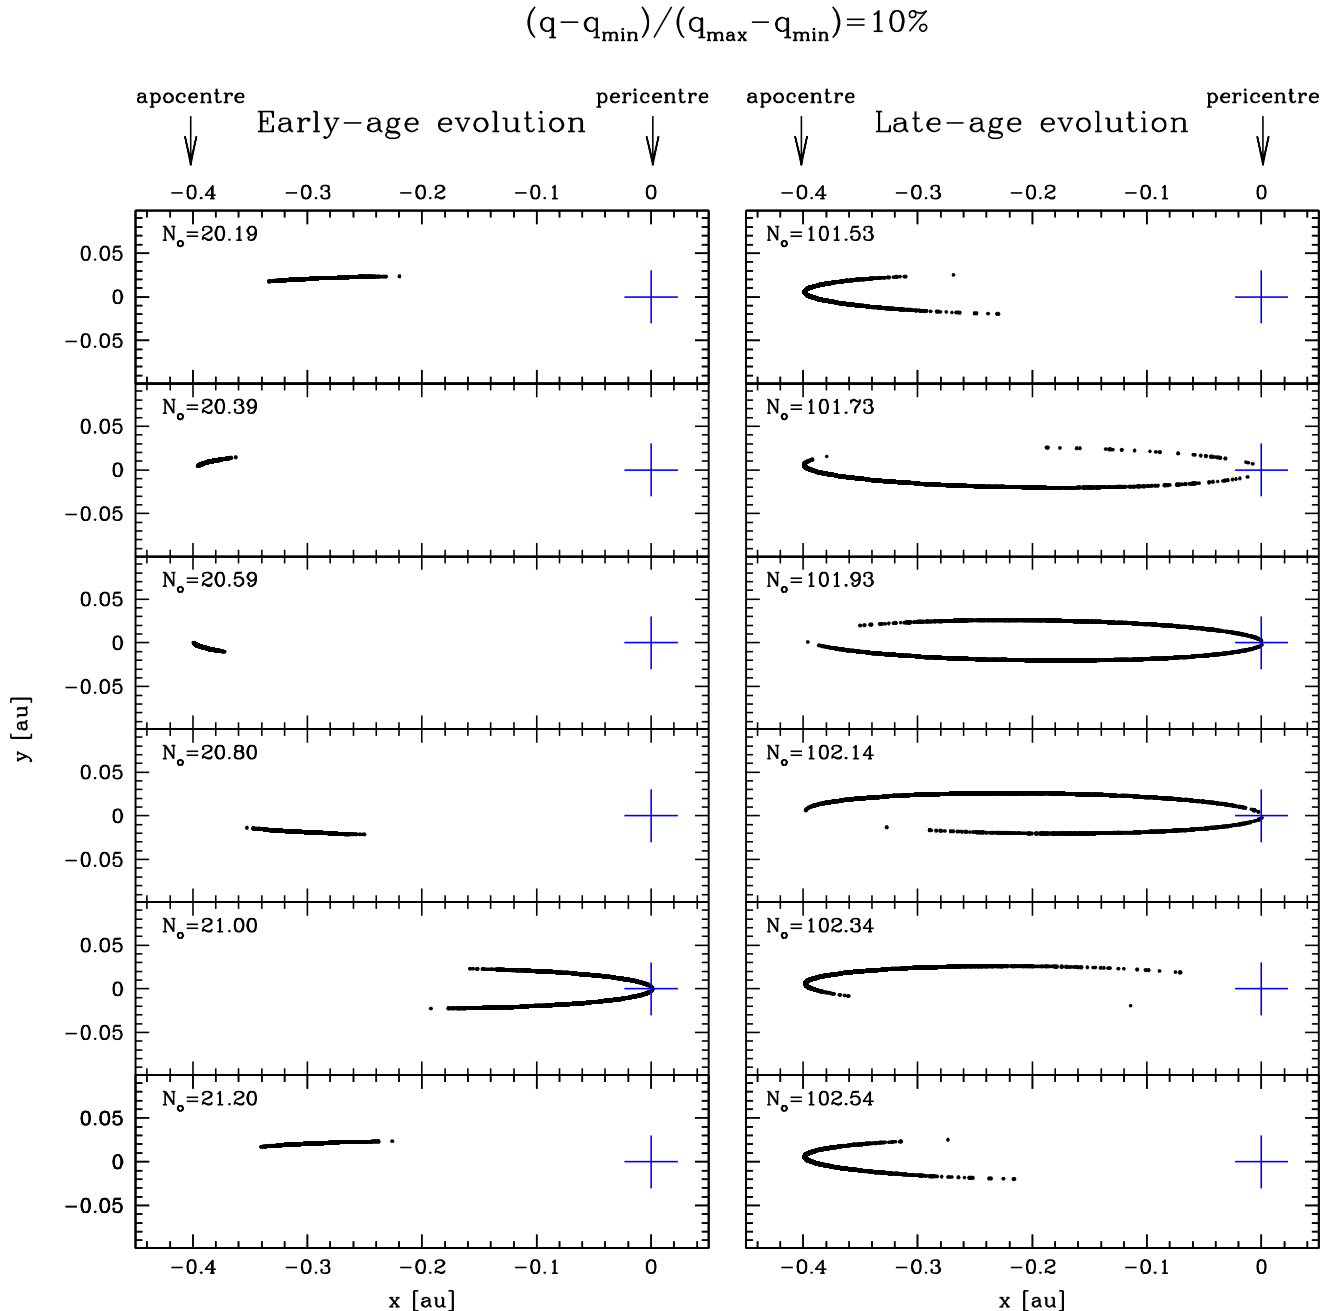 (q−q_min)/(q_max−q_min)=10%
apocentre pericentre apocentre pericentre
Early−age evolution Late−age evolution
−0.4 −0.3 −0.2 −0.1 0 −0.4 −0.3 −0.2 −0.1 0
N_o=20.19 N_o=101.53
0.05
0
−0.05
N_o=20.39 N_o=101.73
0.05
0
−0.05
N_o=20.59 N_o=101.93
0.05
0
−0.05
y [au]
N_o=20.80 N_o=102.14
0.05
0
−0.05
N_o=21.00 N_o=102.34
0.05
0
−0.05
N_o=21.20 N_o=102.54
0.05
0
−0.05
−0.4 −0.3 −0.2 −0.1 0 −0.4 −0.3 −0.2 −0.1 0
x [au] x [au]